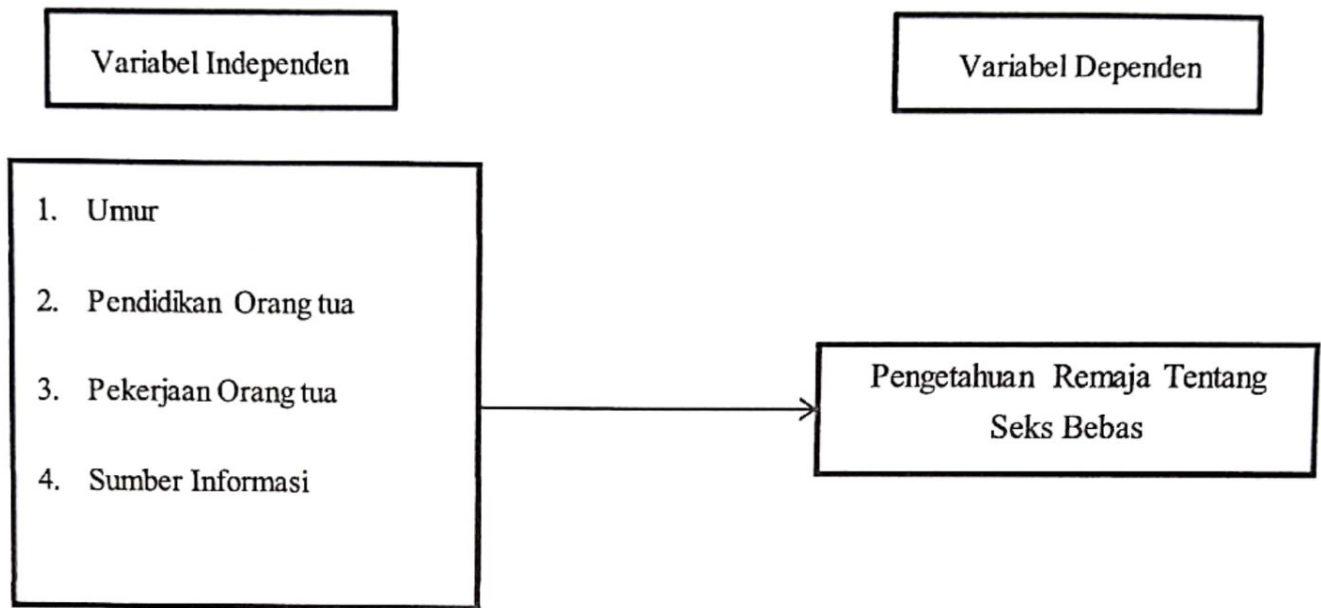 Variabel Independen
Variabel Dependen
1. Umur
2. Pendidikan Orang tua
3. Pekerjaan Orang tua
4. Sumber Informasi
Pengetahuan Remaja Tentang
Seks Bebas